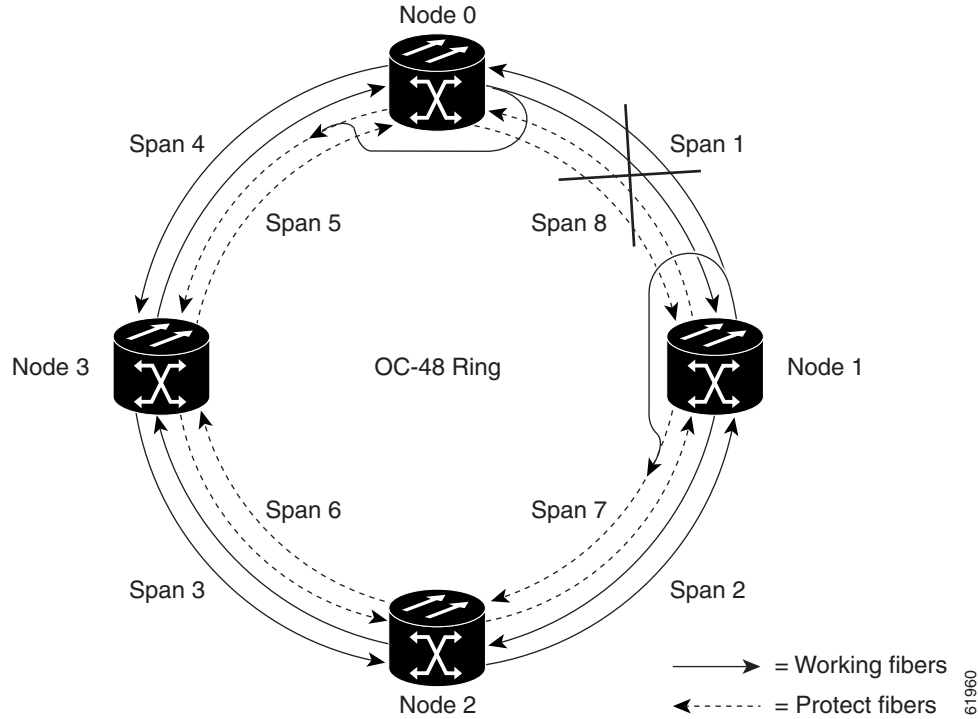 Node 0
Span 4
Span 1
Span 5
Span 8
Node 3
OC-48 Ring
Node 1
Span 6
Span 7
Span 3
Span 2
Node 2
= Working fibers
= Protect fibers
61960